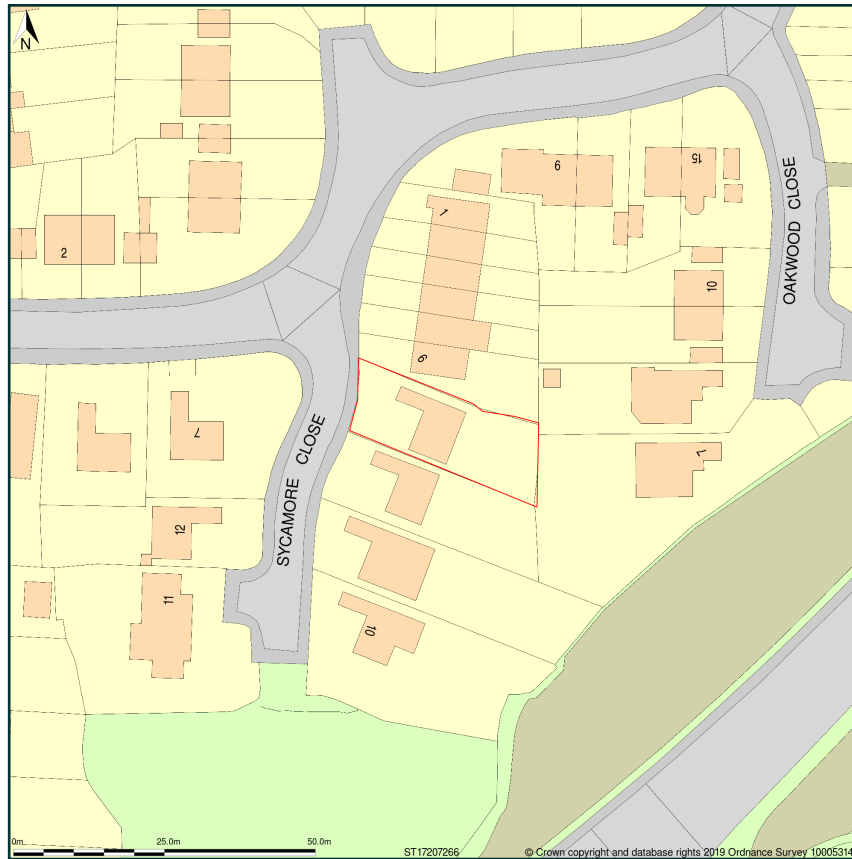 N
15
9
OAKWOOD CLOSE
1
2
10
6
7
SYCAMORE CLOSE
7
12
11
10
0m 25.0m 50.0m ST17207266 © Crown copyright and database rights 2019 Ordnance Survey 10005314